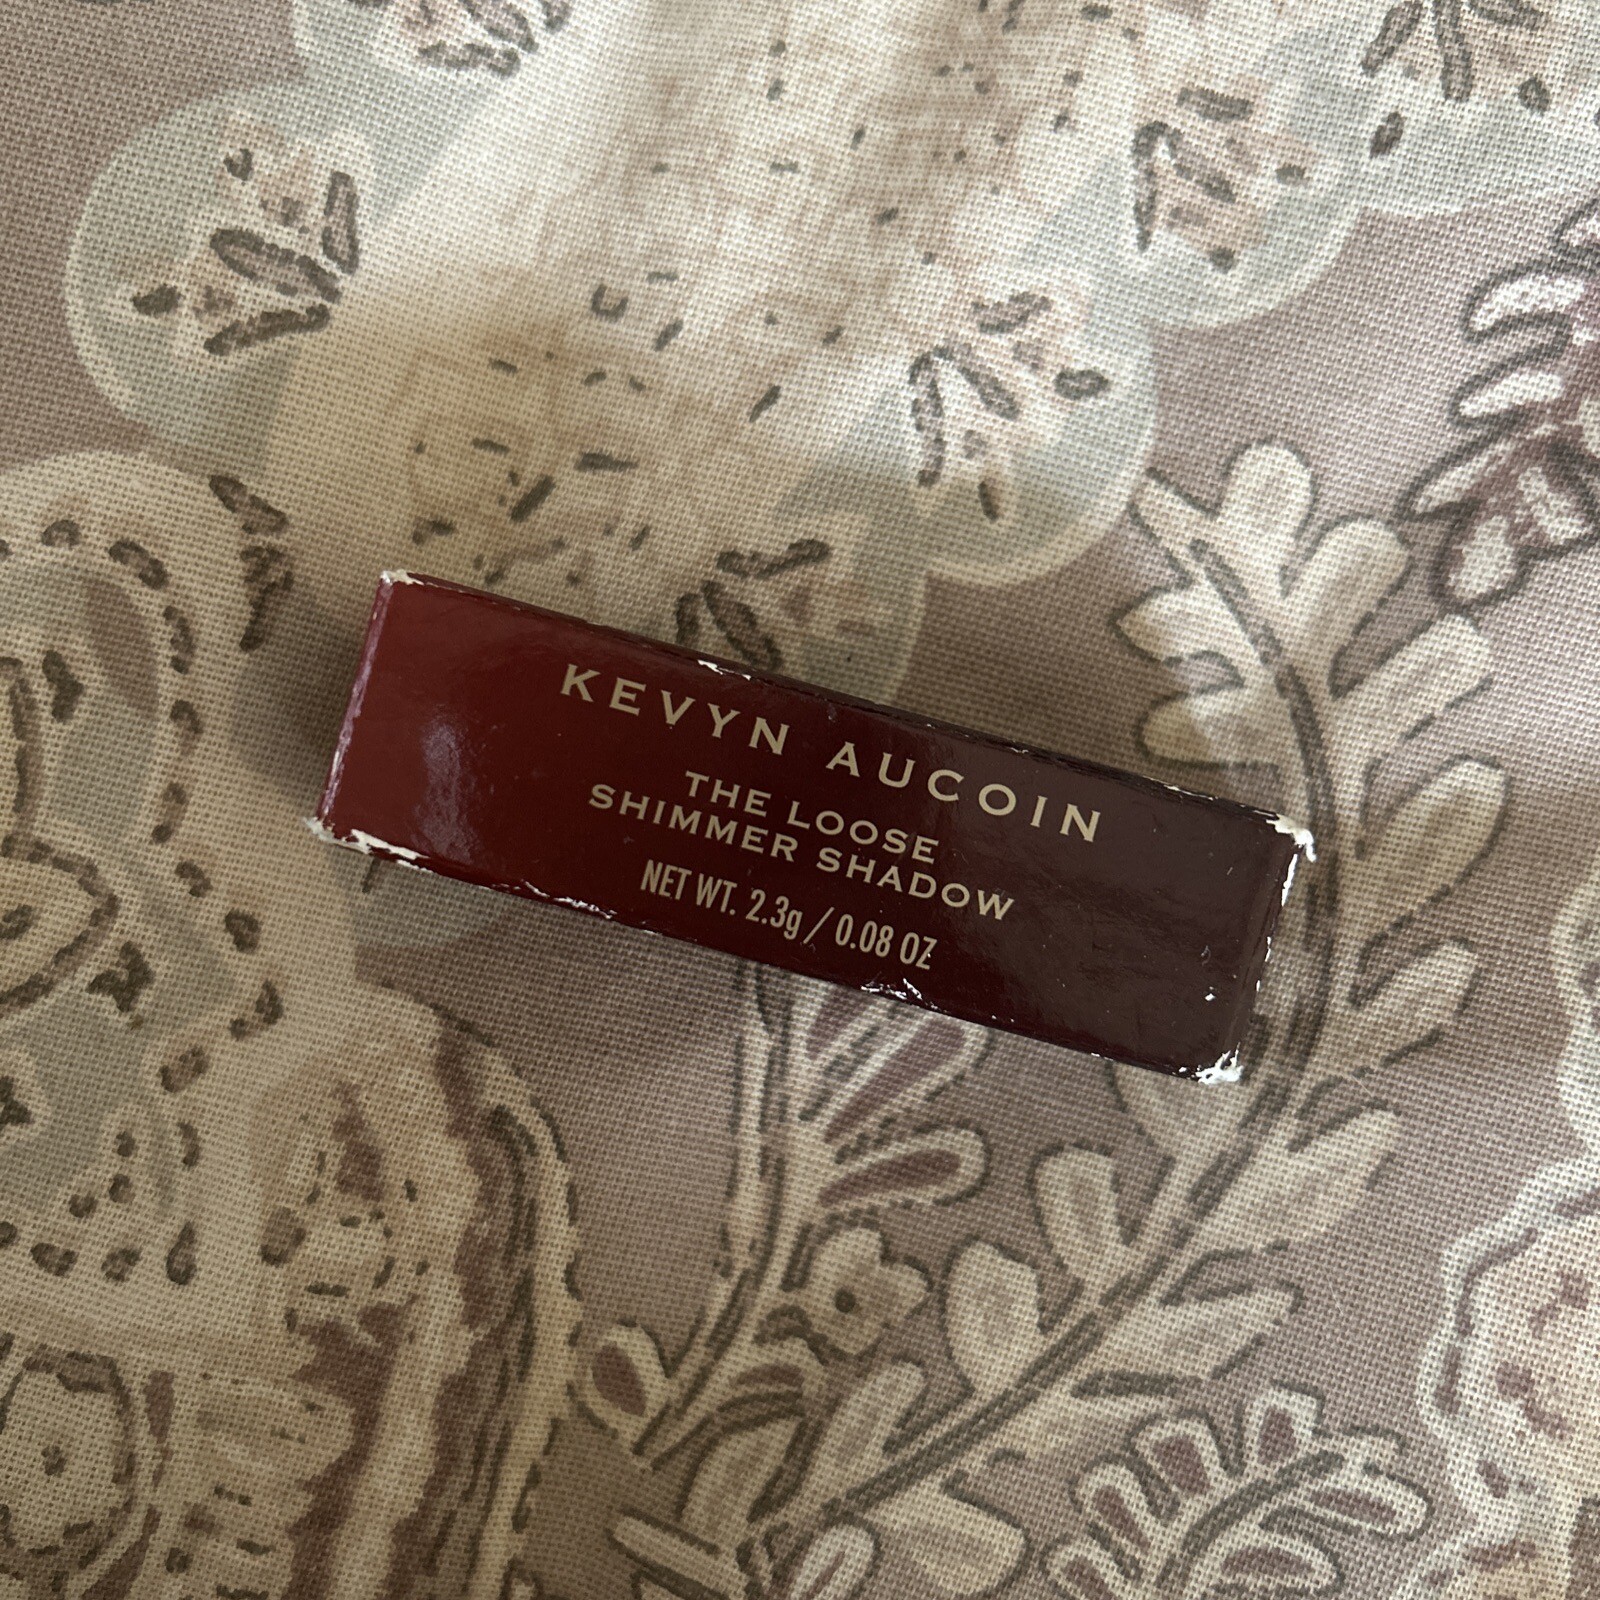 KEVYN AUCOIN
THE LOOSE
SHIMMER SHADOW
NET WT. 2.3g / 0.08 OZ